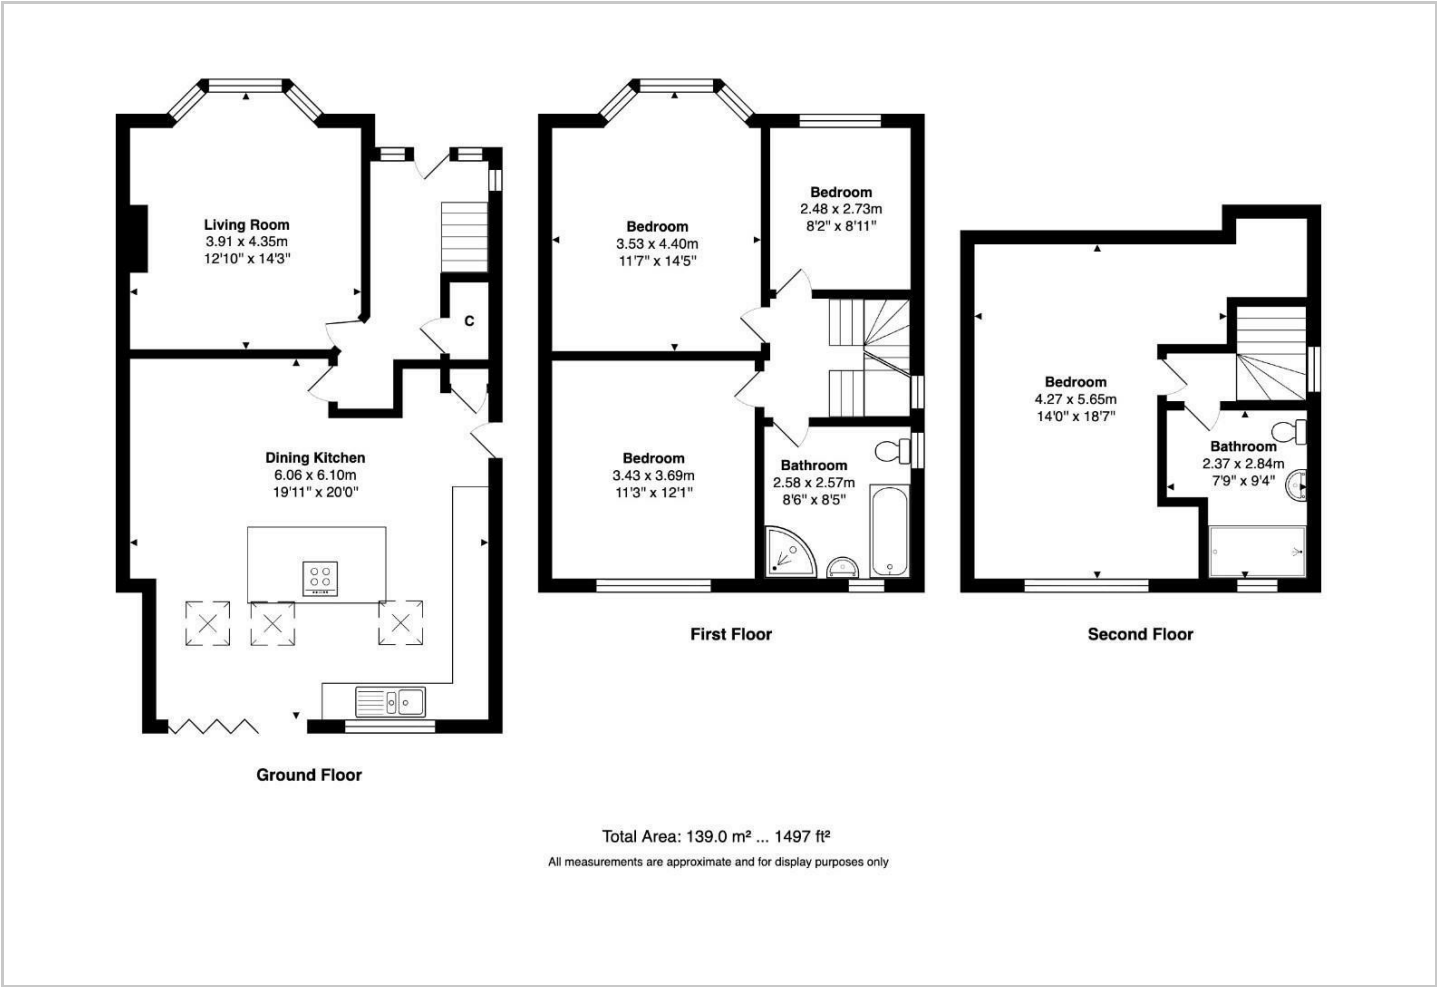 Living Room
3.91 x 4.35m
12'10" x 14'3"
C
Dining Kitchen
6.06 x 6.10m
19'11" x 20'0"
Ground Floor
Bedroom
3.53 x 4.40m
11'7" x 14'5"
Bedroom
2.48 x 2.73m
8'2" x 8'11"
Bedroom
3.43 x 3.69m
11'3" x 12'1"
Bathroom
2.58 x 2.57m
8'6" x 8'5"
First Floor
Bedroom
4.27 x 5.65m
14'0" x 18'7"
Bathroom
2.37 x 2.84m
7'9" x 9'4"
Second Floor
Total Area: 139.0 m² ... 1497 ft²
All measurements are approximate and for display purposes only